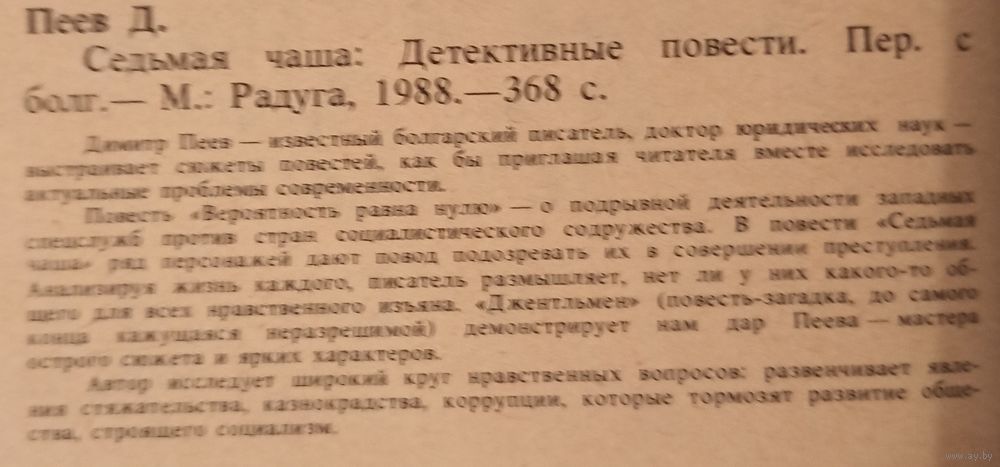 Пеев Д.
Седьмая чаша: Детективные повести. Пер. с
болг.— М.: Радуга, 1988.—368 с.
Димитр Пеев — известный болгарский писатель, доктор юридических наук —
выстраивает сюжеты повестей, как бы приглашая читателя вместе исследовать
актуальные проблемы современности.
Повесть «Вероятность равна нулю» — о подрывной деятельности западных
спецслужб против стран социалистического содружества. В повести «Седьмая
чаша» ряд персонажей дают повод подозревать их в совершении преступления.
Анализируя жизнь каждого, писатель размышляет, нет ли у них какого-то об-
щего для всех нравственного изъяна. «Джентльмен» (повесть-загадка, до самого
конца кажущаяся неразрешимой) демонстрирует нам дар Пеева — мастера
острого сюжета и ярких характеров.
Автор исследует широкий круг нравственных вопросов: развенчивает явле-
ния стяжательства, казнокрадства, коррупции, которые тормозят развитие обще-
ства, строящего социализм.
www.ay.by